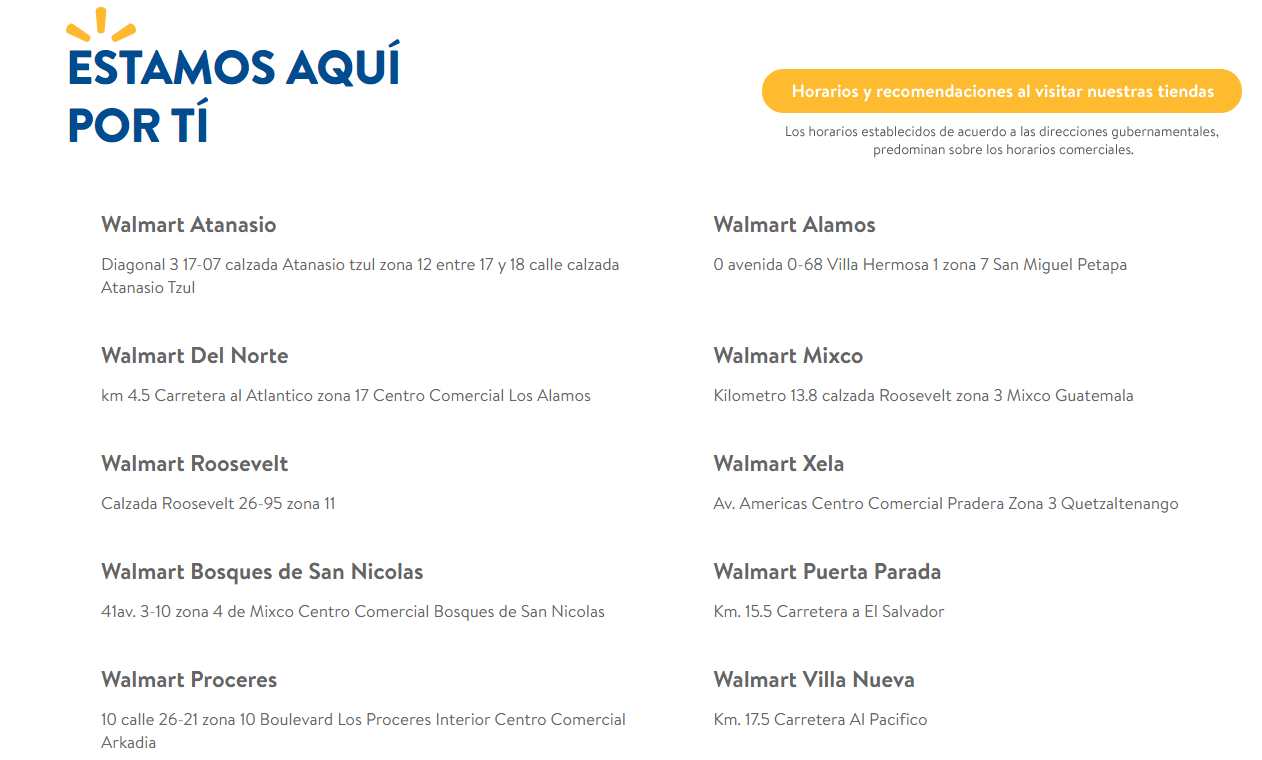 ESTAMOS AQUÍ
POR TÍ
Horarios y recomendaciones al visitar nuestras tiendas
Los horarios establecidos de acuerdo a las direcciones gubernamentales,
predominan sobre los horarios comerciales.
Walmart Atanasio
Diagonal 3 17-07 calzada Atanasio tzul zona 12 entre 17 y 18 calle calzada
Atanasio Tzul
Walmart Alamos
0 avenida 0-68 Villa Hermosa 1 zona 7 San Miguel Petapa
Walmart Del Norte
km 4.5 Carretera al Atlantico zona 17 Centro Comercial Los Alamos
Walmart Mixco
Kilometro 13.8 calzada Roosevelt zona 3 Mixco Guatemala
Walmart Roosevelt
Calzada Roosevelt 26-95 zona 11
Walmart Xela
Av. Americas Centro Comercial Pradera Zona 3 Quetzaltenango
Walmart Bosques de San Nicolas
41av. 3-10 zona 4 de Mixco Centro Comercial Bosques de San Nicolas
Walmart Puerta Parada
Km. 15.5 Carretera a El Salvador
Walmart Proceres
10 calle 26-21 zona 10 Boulevard Los Proceres Interior Centro Comercial
Arkadia
Walmart Villa Nueva
Km. 17.5 Carretera Al Pacifico